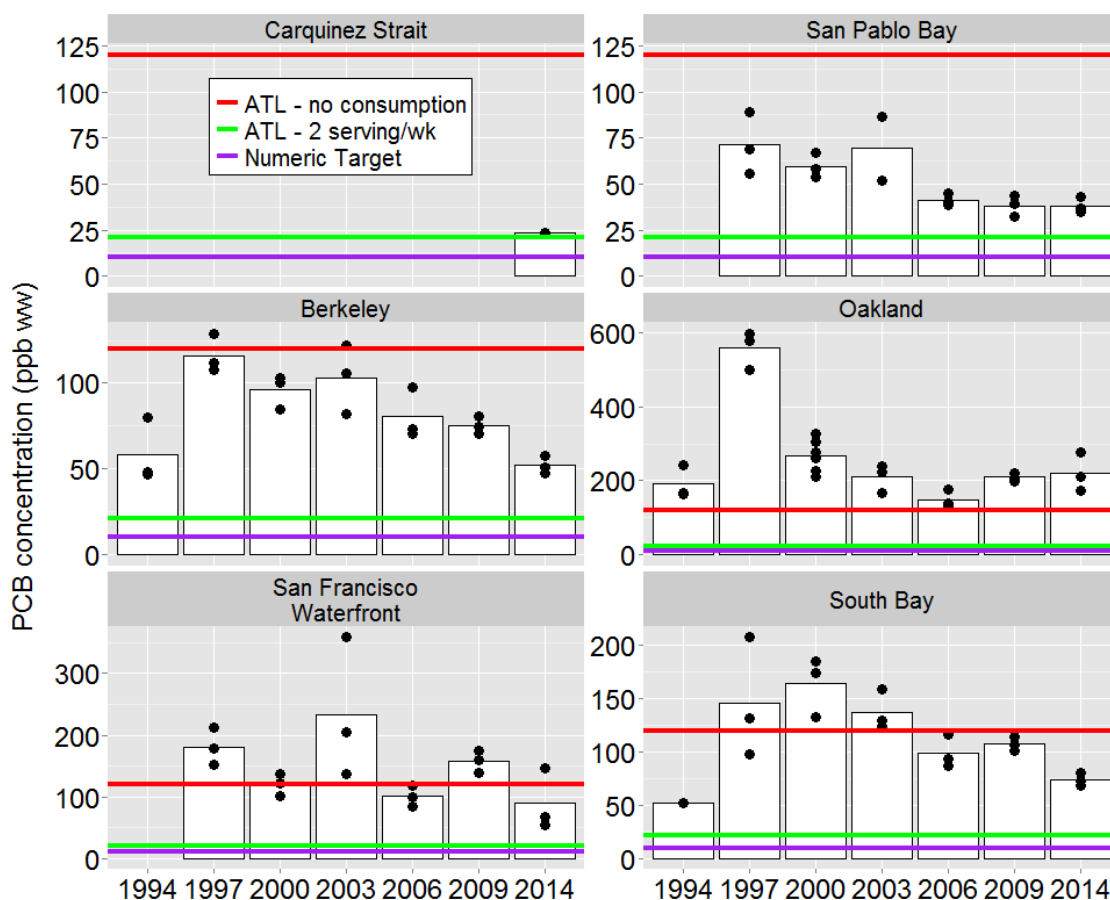 Carquinez Strait
San Pablo Bay
125
100
75
50
25
0
ATL - no consumption
ATL - 2 serving/wk
Numeric Target
125
100
75
50
25
0
Berkeley
Oakland
100
50
0
600
400
200
0
PCB concentration (ppb ww)
San Francisco
Waterfront
South Bay
300
200
100
0
200
150
100
50
0
1994 1997 2000 2003 2006 2009 2014
1994 1997 2000 2003 2006 2009 2014